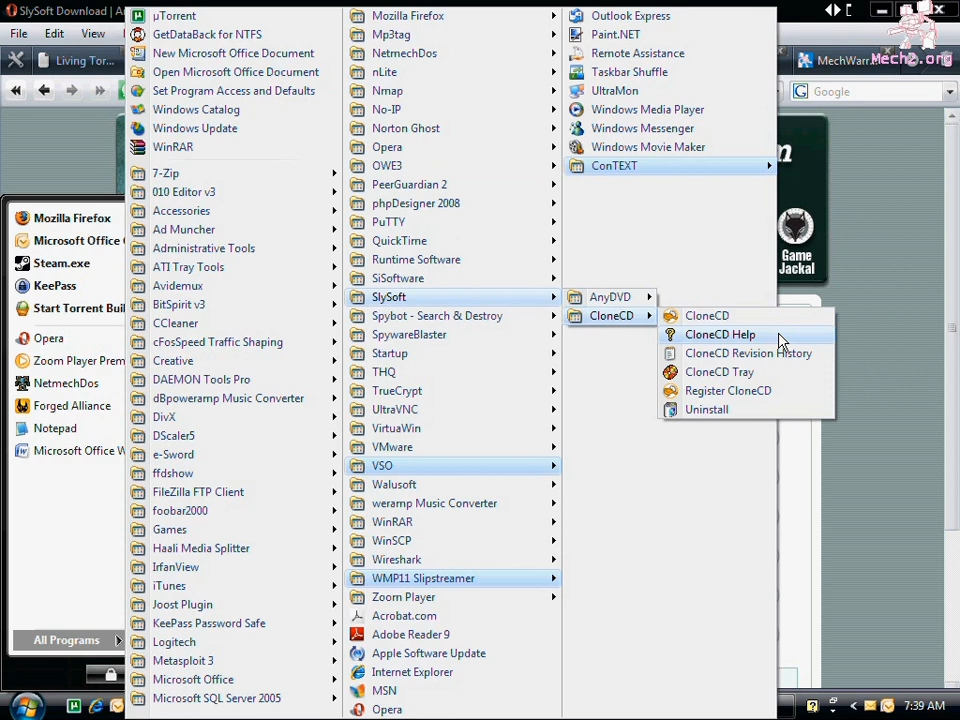 SlySoft Download | A
File
Edit
View
Living Tor...
MechWarr...
Mech2.org
Google
m
Game
Jackal
Mozilla Firefox
Microsoft Office
Steam.exe
KeePass
Start Torrent Bui
Opera
Zoom Player Prem
NetmechDos
Forged Alliance
Notepad
Microsoft Office W
All Programs
µTorrent
GetDataBack for NTFS
New Microsoft Office Document
Open Microsoft Office Document
Set Program Access and Defaults
Windows Catalog
Windows Update
WinRAR
7-Zip
010 Editor v3
Accessories
Ad Muncher
Administrative Tools
ATI Tray Tools
Avidemux
BitSpirit v3
CCleaner
cFosSpeed Traffic Shaping
Creative
DAEMON Tools Pro
dBpoweramp Music Converter
DivX
DScaler5
e-Sword
ffdshow
FileZilla FTP Client
foobar2000
Games
Haali Media Splitter
IrfanView
iTunes
Joost Plugin
KeePass Password Safe
Logitech
Metasploit 3
Microsoft Office
Microsoft SQL Server 2005
Mozilla Firefox
Mp3tag
NetmechDos
nLite
Nmap
No-IP
Norton Ghost
Opera
OWE3
PeerGuardian 2
phpDesigner 2008
PuTTY
QuickTime
Runtime Software
SiSoftware
SlySoft
Spybot - Search & Destroy
SpywareBlaster
Startup
THQ
TrueCrypt
UltraVNC
VirtuaWin
VMware
VSO
Walusoft
weramp Music Converter
WinRAR
WinSCP
Wireshark
WMP11 Slipstreamer
Zoom Player
Acrobat.com
Adobe Reader 9
Apple Software Update
Internet Explorer
MSN
Opera
Outlook Express
Paint.NET
Remote Assistance
Taskbar Shuffle
UltraMon
Windows Media Player
Windows Messenger
Windows Movie Maker
ConTEXT
AnyDVD
CloneCD
CloneCD
CloneCD Help
CloneCD Revision History
CloneCD Tray
Register CloneCD
Uninstall
7:39 AM